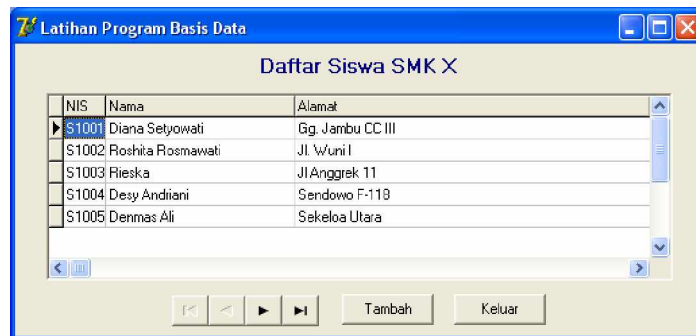 Latihan Program Basis Data
Daftar Siswa SMK X
NIS Nama Alamat
S1001 Diana Setyowati Gg. Jambu CC III
S1002 Roshita Rosmawati Jl. Wuni I
S1003 Rieska Jl Anggrek 11
S1004 Desy Andriani Sendowo F-118
S1005 Denmas Ali Sekeloa Utara
Tambah Keluar